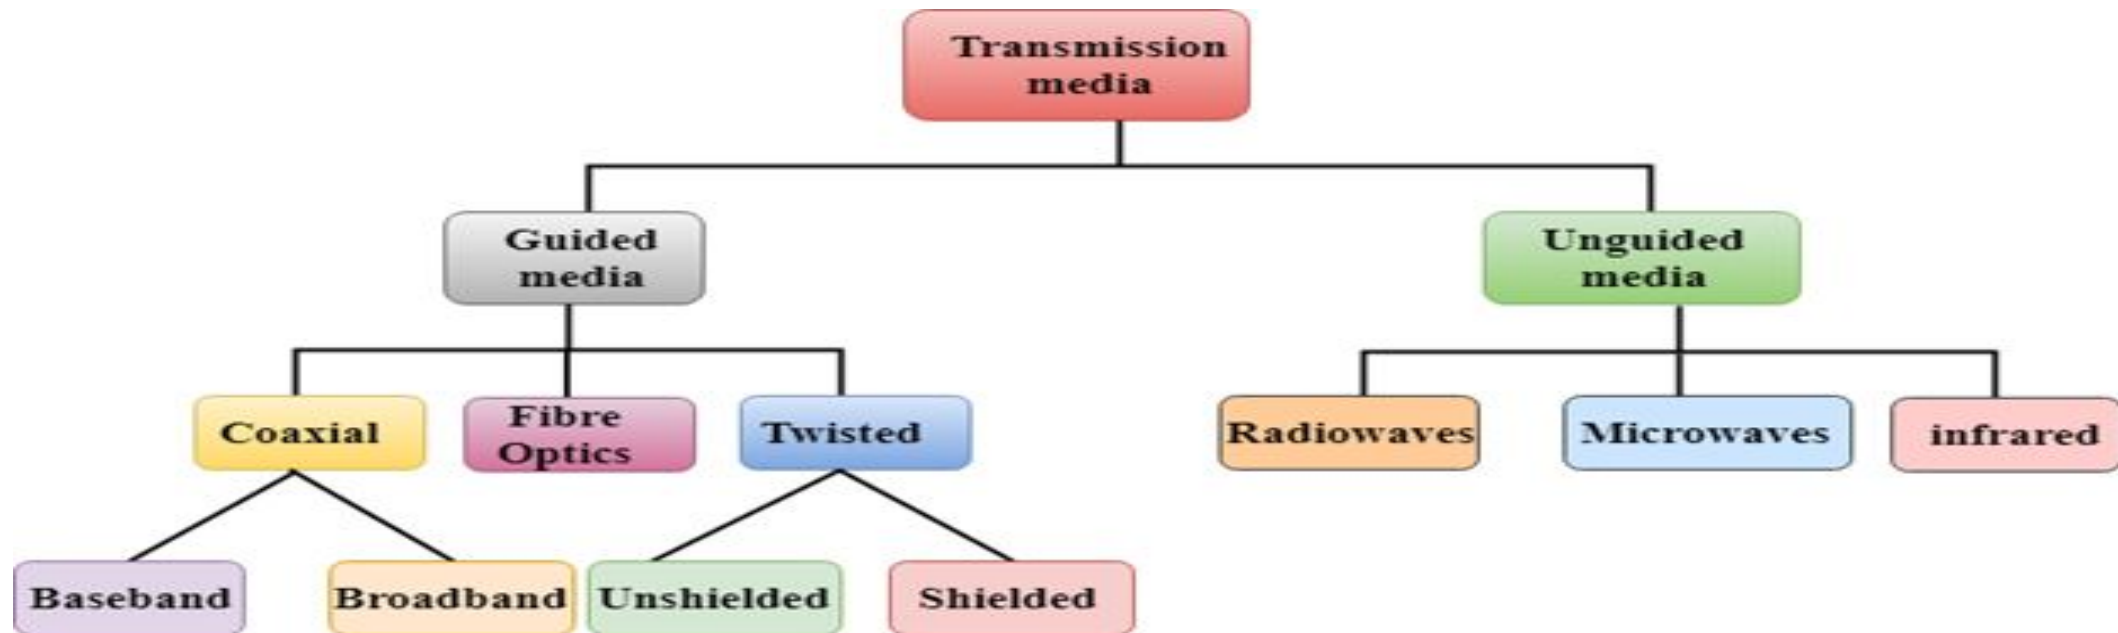 Transmission
media
Guided
media
Unguided
media
Coaxial
Fibre
Optics
Twisted
Radiowaves
Microwaves
infrared
Baseband
Broadband
Unshielded
Shielded